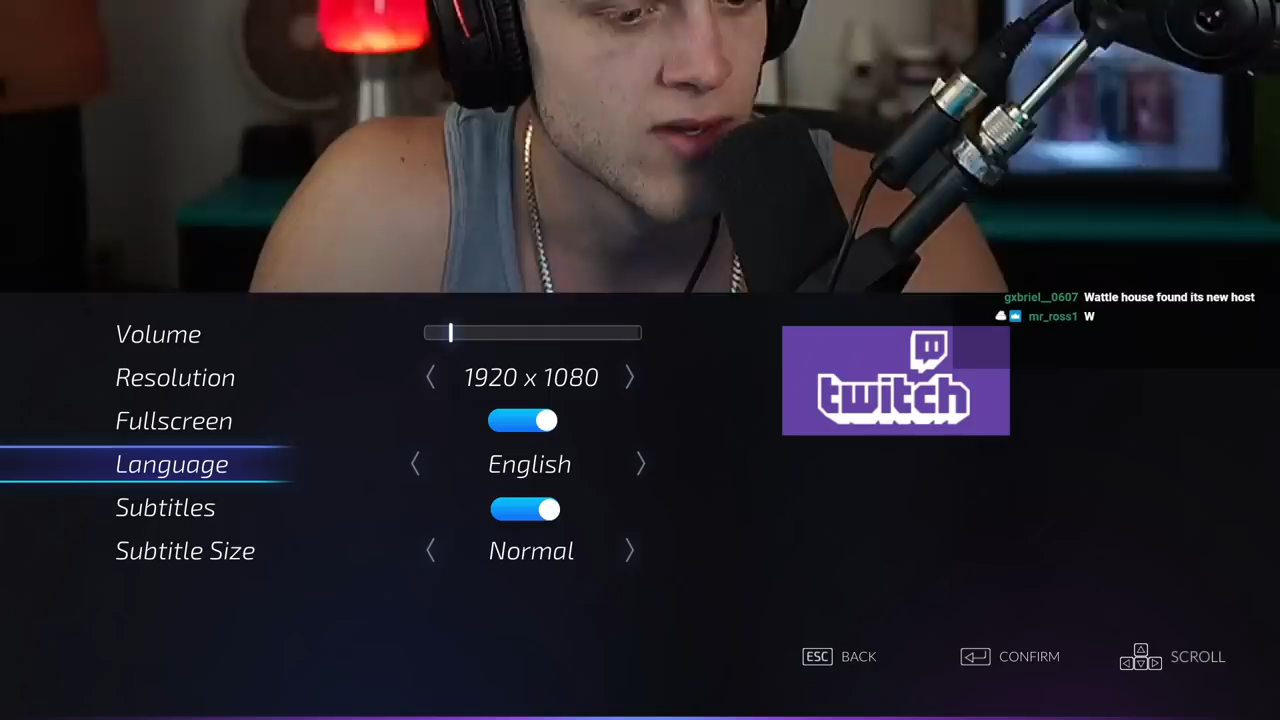 gxbriel__0607 Wattle house found its new host
mr_ross1 W
Volume
Resolution 1920 x 1080
Fullscreen
Language English
Subtitles
Subtitle Size Normal
twitch
ESC BACK CONFIRM SCROLL